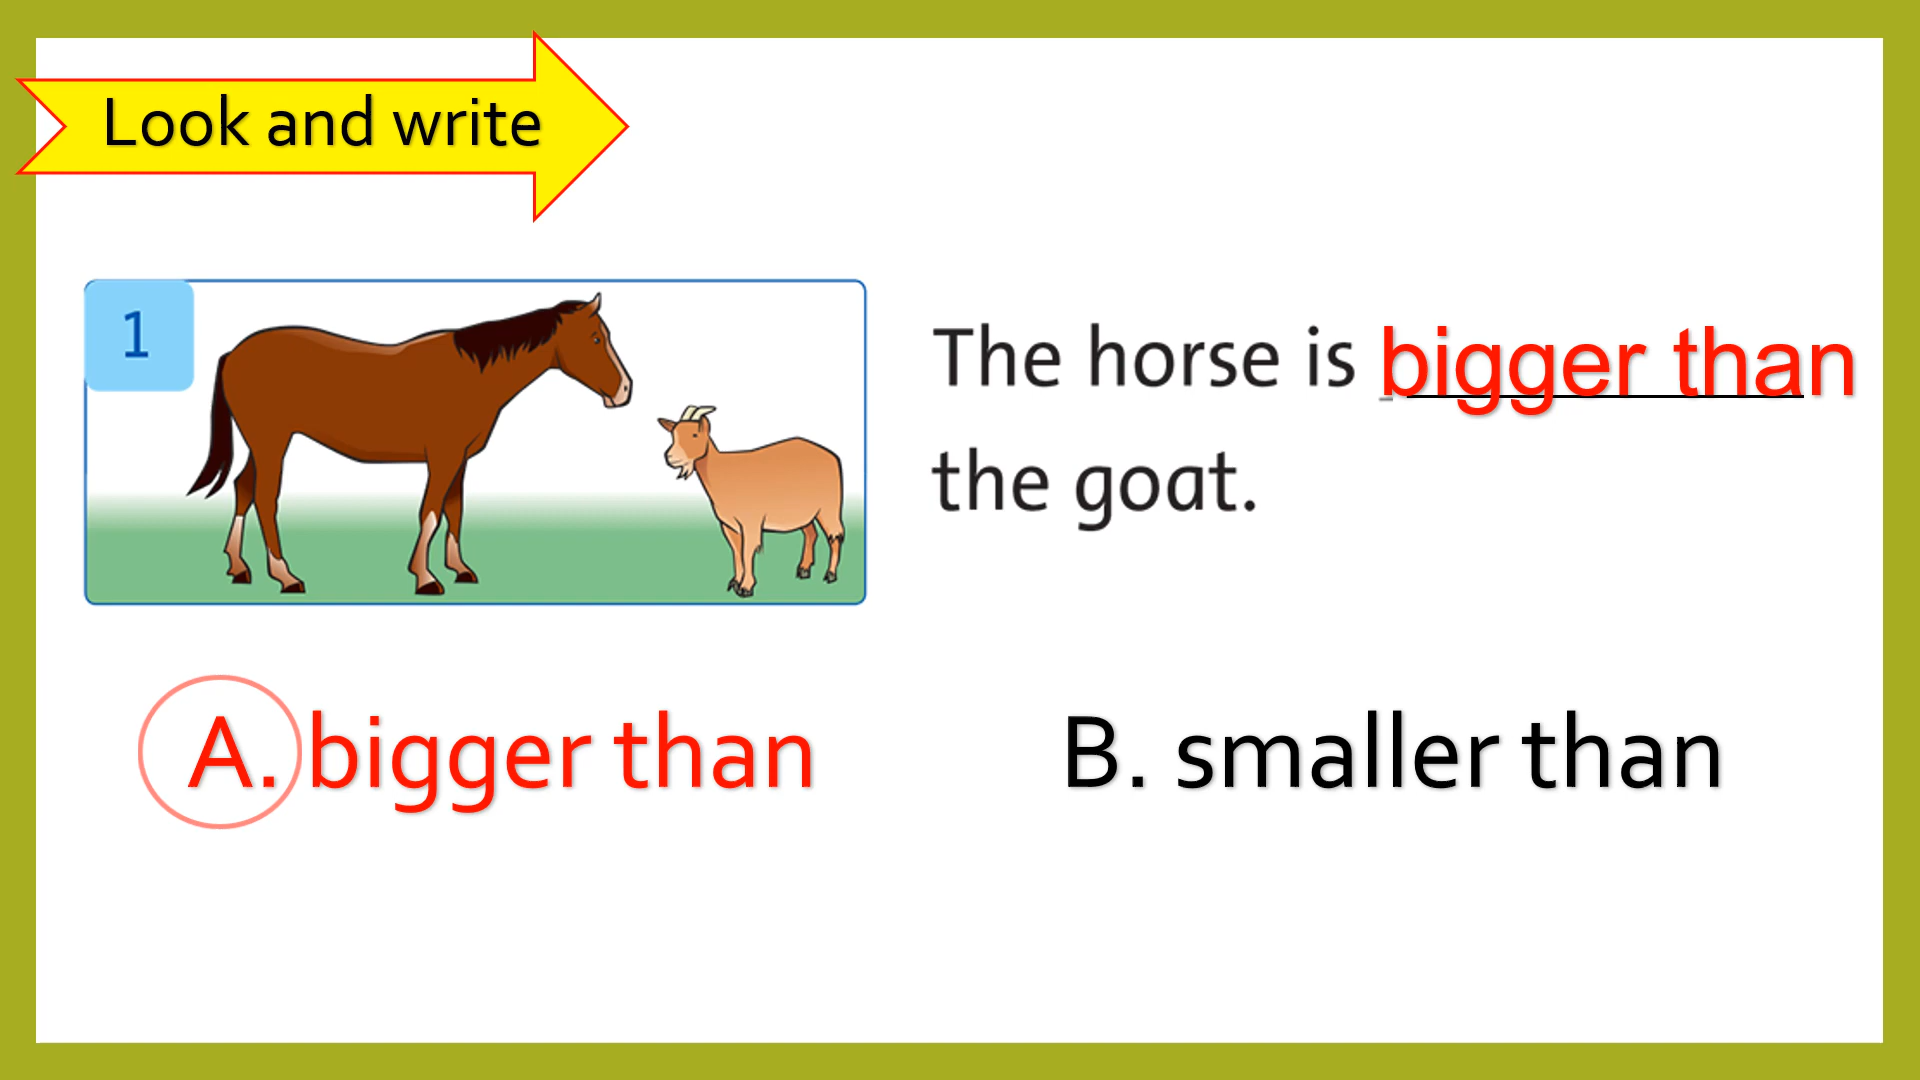 Look and write
1
The horse is bigger than
the goat.
A. bigger than
B. smaller than